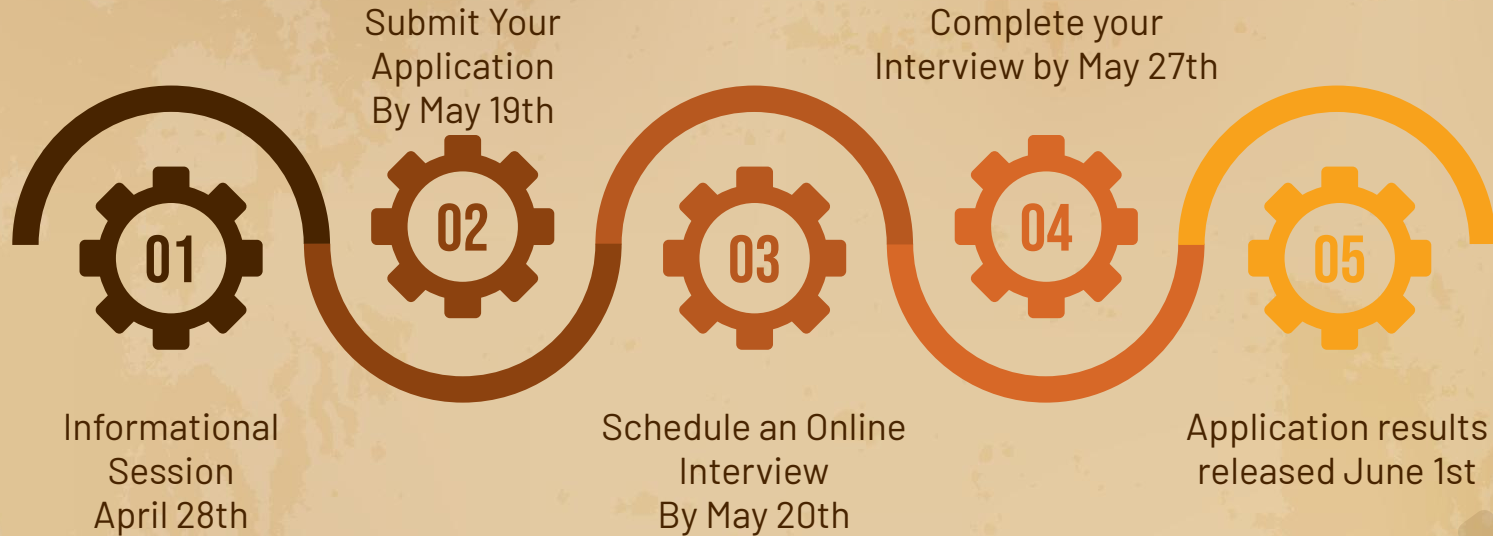 01
Informational
Session
April 28th
Submit Your
Application
By May 19th
02
03
Schedule an Online
Interview
By May 20th
Complete your
Interview by May 27th
04
05
Application results
released June 1st